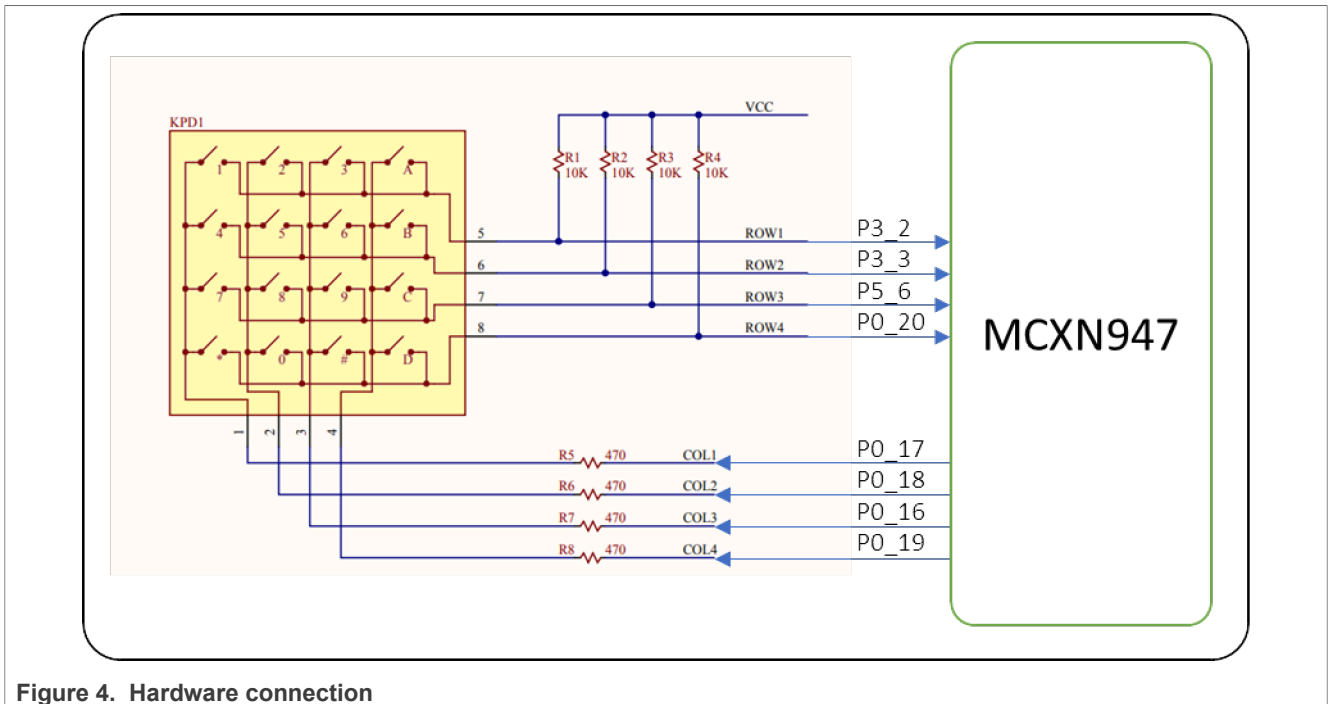 VCC
KPD1
R1 R2 R3 R4
10K 10K 10K 10K
1 2 3 A
4 5 6 B
7 8 9 C
* 0 # D
5 ROW1 P3_2
6 ROW2 P3_3
7 ROW3 P5_6
8 ROW4 P0_20
MCXN947
1 2 3 4
R5 470 COL1 P0_17
R6 470 COL2 P0_18
R7 470 COL3 P0_16
R8 470 COL4 P0_19
Figure 4. Hardware connection